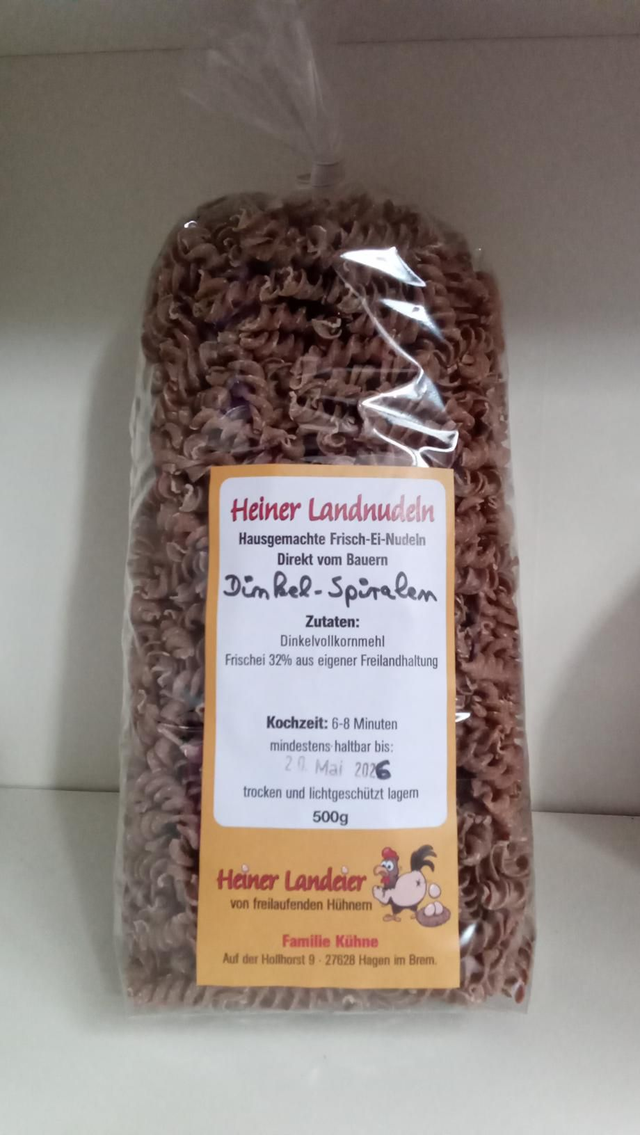 Heiner Landnudeln
Hausgemachte Frisch-Ei-Nudeln
Direkt vom Bauern
Dinkel-Spiralen
Zutaten:
Dinkelvollkornmehl
Frischei 32% aus eigener Freilandhaltung
Kochzeit: 6-8 Minuten
mindestens haltbar bis:
Mai 2026
trocken und lichtgeschützt lagern
500g
Heiner Landeier
von freilaufenden Hühnern
Familie Kühne
Auf der Hollhorst 9 - 27628 Hagen im Brem.